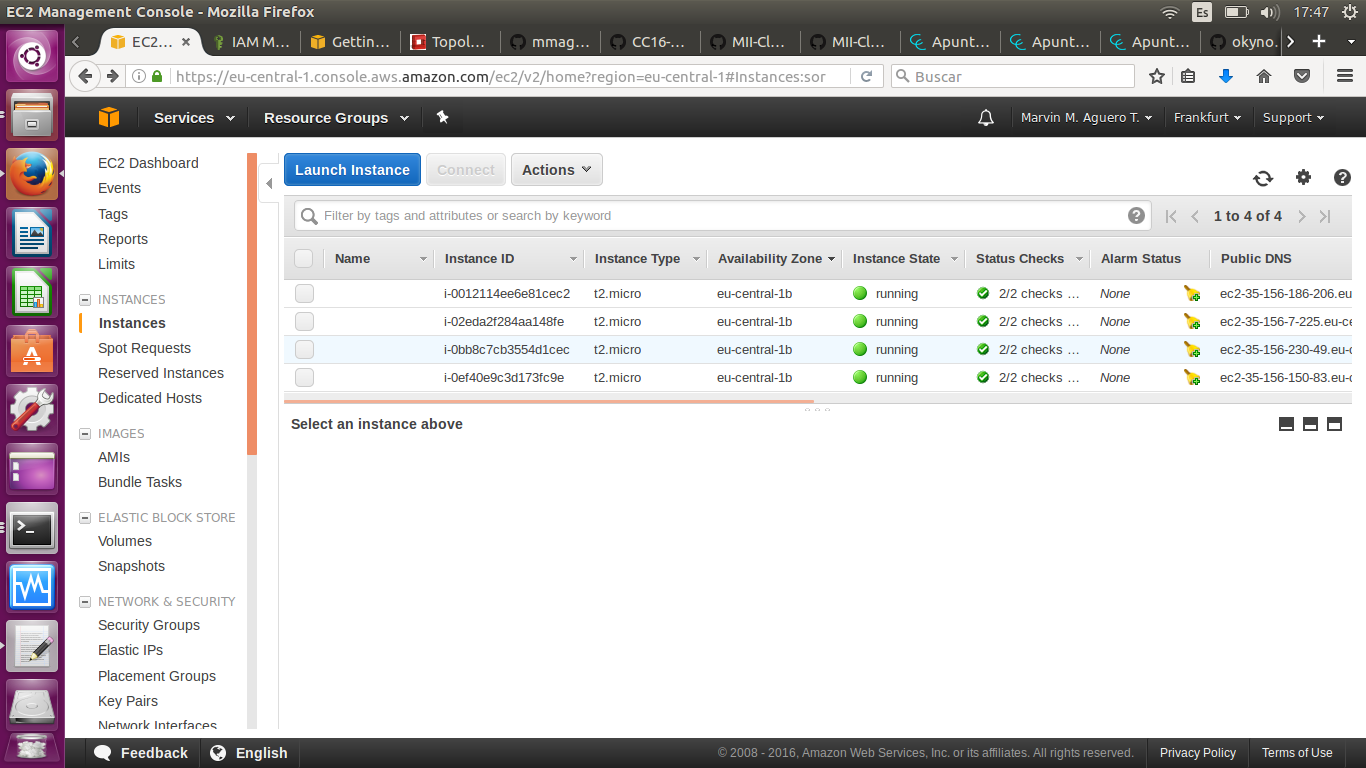 EC2 Management Console - Mozilla Firefox
Es
17:47
EC2...
IAM M...
Gettin...
Topol...
mmag...
CC16-...
MII-Cl...
MII-Cl...
Apunt...
Apunt...
Apunt...
okyno...
https://eu-central-1.console.aws.amazon.com/ec2/v2/home?region=eu-central-1#Instances:sor
Buscar
Services
Resource Groups
Marvin M. Aguero T.
Frankfurt
Support
EC2 Dashboard
Events
Tags
Reports
Limits
INSTANCES
Instances
Spot Requests
Reserved Instances
Dedicated Hosts
IMAGES
AMIs
Bundle Tasks
ELASTIC BLOCK STORE
Volumes
Snapshots
NETWORK & SECURITY
Security Groups
Elastic IPs
Placement Groups
Key Pairs
Network Interfaces
Launch Instance Connect Actions
Filter by tags and attributes or search by keyword
1 to 4 of 4
Name Instance ID Instance Type Availability Zone Instance State Status Checks Alarm Status Public DNS
i-0012114ee6e81cec2 t2.micro eu-central-1b running 2/2 checks ... None ec2-35-156-186-206.eu
i-02eda2f284aa148fe t2.micro eu-central-1b running 2/2 checks ... None ec2-35-156-7-225.eu-ce
i-0bb8c7cb3554d1cec t2.micro eu-central-1b running 2/2 checks ... None ec2-35-156-230-49.eu-c
i-0ef40e9c3d173fc9e t2.micro eu-central-1b running 2/2 checks ... None ec2-35-156-150-83.eu-c
Select an instance above
Feedback
English
© 2008 - 2016, Amazon Web Services, Inc. or its affiliates. All rights reserved.
Privacy Policy
Terms of Use